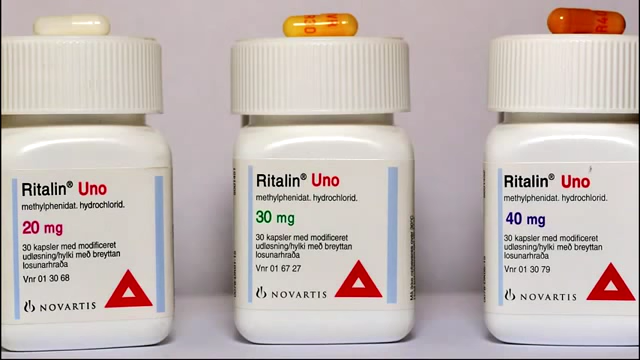 Ritalin® Uno
methylphenidat. hydrochlorid.
20 mg
30 kapsler med modificeret
udløsning/hylki með breyttan
losunarhraða
Vnr 01 30 68
NOVARTIS
Ritalin® Uno
methylphenidat. hydrochlorid.
30 mg
30 kapsler med modificeret
udløsning/hylki með breyttan
losunarhraða
Vnr 01 67 27
NOVARTIS
Ritalin® Uno
methylphenidat. hydrochlorid.
40 mg
30 kapsler med modificeret
udløsning/hylki með breyttan
losunarhraða
Vnr 01 30 79
NOVARTIS